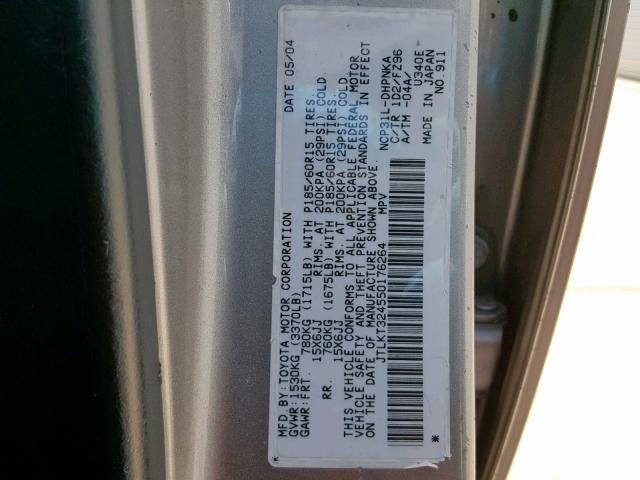 MFD BY:TOYOTA MOTOR CORPORATION DATE 05/04
GVWR:1530KG (3370LB)
GAWR:FRT. 780KG (1715LB) WITH P185/60R15 TIRES.
15X6JJ RIMS. AT 200KPA (29PSI) COLD
RR. 760KG (1675LB) WITH P185/60R15 TIRES.
15X6JJ RIMS. AT 200KPA (29PSI) COLD
THIS VEHICLE CONFORMS TO ALL APPLICABLE FEDERAL MOTOR
VEHICLE SAFETY AND THEFT PREVENTION STANDARDS IN EFFECT
ON THE DATE OF MANUFACTURE SHOWN ABOVE.
JTLKT324550176264 MPV NCP31L-DHPNKA
C/TR 1D2/FZ96
A/TM -04A/ U340E
MADE IN JAPAN
* * NO.911